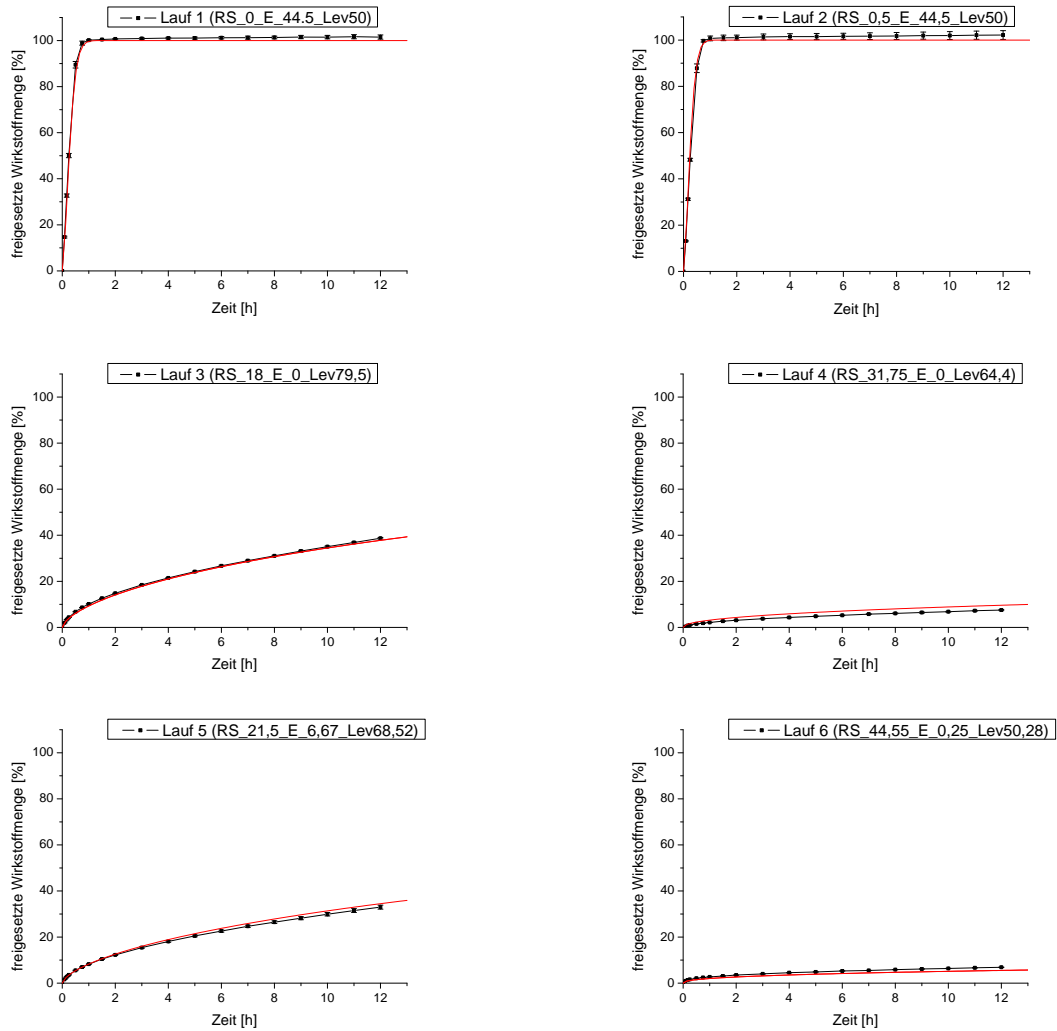 Lauf 1 (RS_0_E_44.5_Lev50)
freigesetzte Wirkstoffmenge [%]
100
80
60
40
20
0
0 2 4 6 8 10 12
Zeit [h]
Lauf 2 (RS_0,5_E_44,5_Lev50)
freigesetzte Wirkstoffmenge [%]
100
80
60
40
20
0
0 2 4 6 8 10 12
Zeit [h]
Lauf 3 (RS_18_E_0_Lev79,5)
freigesetzte Wirkstoffmenge [%]
100
80
60
40
20
0
0 2 4 6 8 10 12
Zeit [h]
Lauf 4 (RS_31,75_E_0_Lev64,4)
freigesetzte Wirkstoffmenge [%]
100
80
60
40
20
0
0 2 4 6 8 10 12
Zeit [h]
Lauf 5 (RS_21,5_E_6,67_Lev68,52)
freigesetzte Wirkstoffmenge [%]
100
80
60
40
20
0
0 2 4 6 8 10 12
Zeit [h]
Lauf 6 (RS_44,55_E_0,25_Lev50,28)
freigesetzte Wirkstoffmenge [%]
100
80
60
40
20
0
0 2 4 6 8 10 12
Zeit [h]